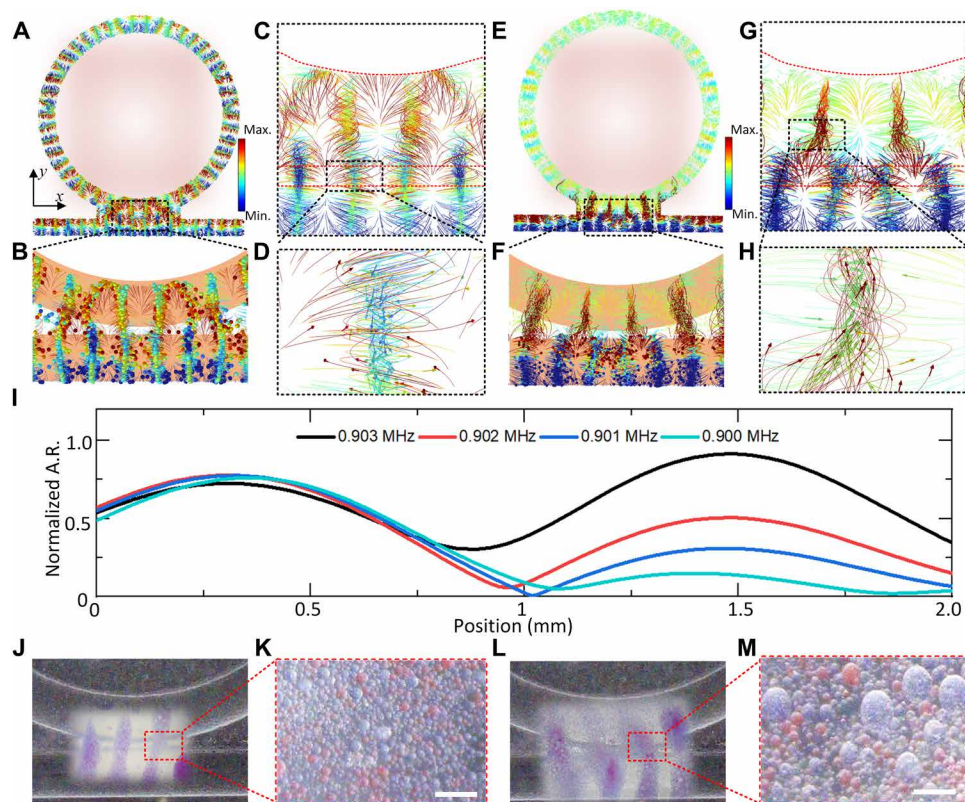 A
C
E
G
Max.
Min.
y
x
Max.
Min.
B
D
F
H
I
0.903 MHz 0.902 MHz 0.901 MHz 0.900 MHz
1.0
0.5
0
Normalized A.R.
0 0.5 1 1.5 2.0
Position (mm)
J
K
L
M